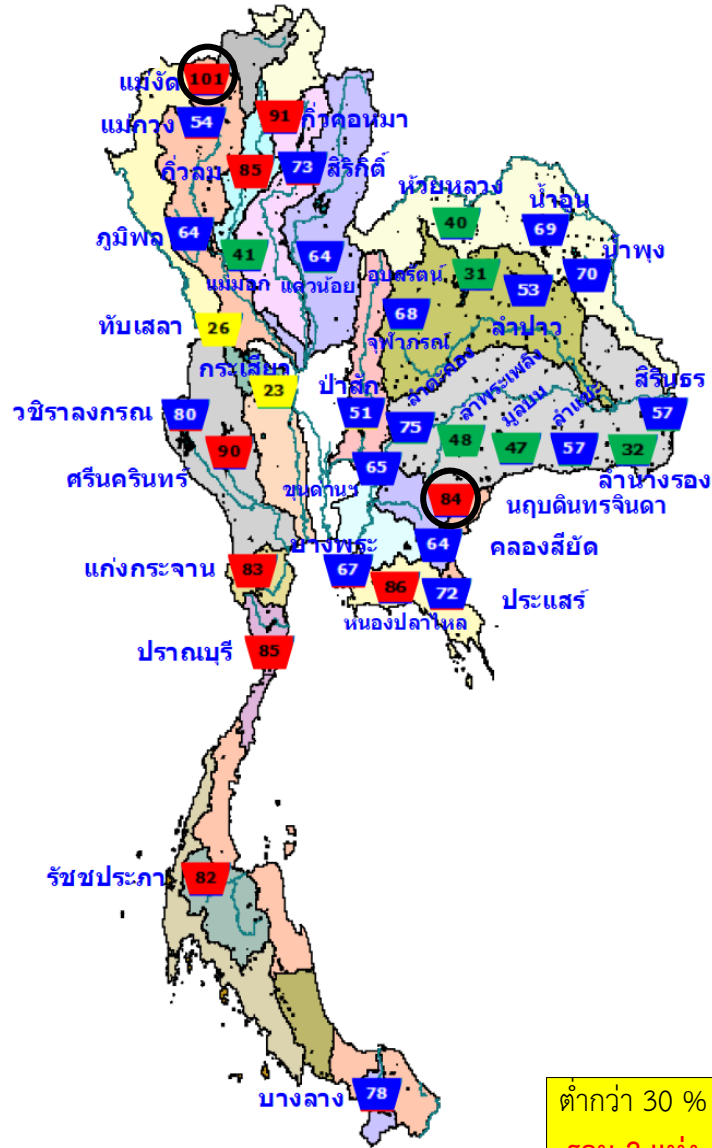 แม่งัด 101
91 กิ่วคอหมา
แม่กวง 54
กิ่วลม 85
73 สิริกิติ์
ห้วยหลวง 40
น้ำอูน 69
ภูมิพล 64
41 แม่มอก
64 แควน้อย
อุบลรัตน์ 31
53 ลำปาว
70 น้ำพุง
68 จุฬาภรณ์
ทับเสลา 26
กระเสียว 23
ป่าสัก 51
ลำตะคอง 75
ลำพระเพลิง 48
มูลบน 47
ลำแซะ 57
สิรินธร 57
32 ลำนางรอง
วชิราลงกรณ 80
90
ศรีนครินทร์
65
ขุนด่านฯ
84 นฤบดินทรจินดา
64 คลองสียัด
บางพระ 67
86 หนองปลาไหล
72 ประแสร์
แก่งกระจาน 83
ปราณบุรี 85
รัชชประภา 82
บางลาง 78
ต่ำกว่า 30 %